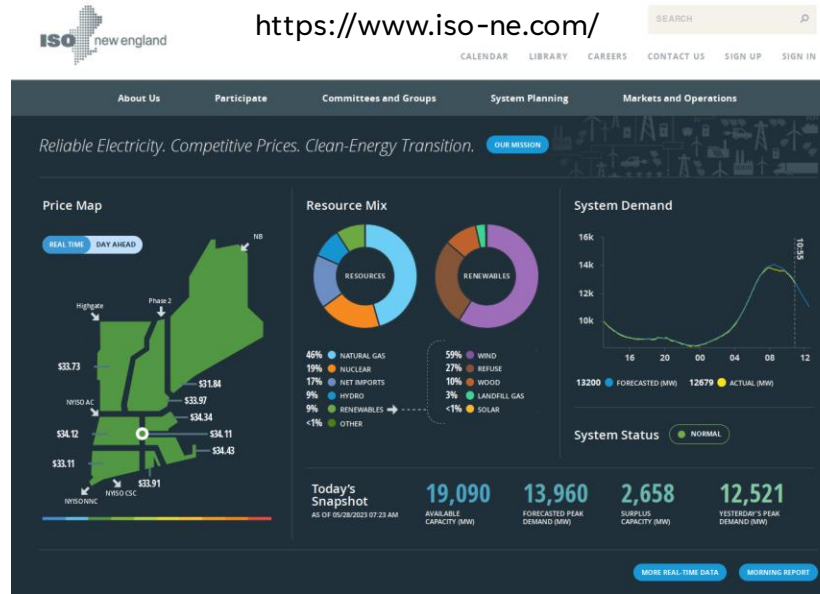 https://www.iso-ne.com/
ISO new england
SEARCH
CALENDAR LIBRARY CAREERS CONTACT US SIGN UP SIGN IN
About Us Participate Committees and Groups System Planning Markets and Operations
Reliable Electricity. Competitive Prices. Clean-Energy Transition. OUR MISSION
Price Map
REAL TIME DAY AHEAD
NB
Highgate
Phase 2
$33.73
$31.84
NYISO AC
$33.97
$34.34
$34.12
$34.11
$34.43
$33.11
$33.91
NYISO NNC
NYISO CSC
Resource Mix
RESOURCES
RENEWABLES
46% NATURAL GAS
19% NUCLEAR
17% NET IMPORTS
9% HYDRO
9% RENEWABLES
<1% OTHER
59% WIND
27% REFUSE
10% WOOD
3% LANDFILL GAS
<1% SOLAR
System Demand
16k
14k
12k
10k
10:55
16 20 00 04 08 12
13200 FORECASTED (MW) 12679 ACTUAL (MW)
System Status NORMAL
Today's
Snapshot
AS OF 05/28/2023 07:23 AM
19,090
AVAILABLE
CAPACITY (MW)
13,960
FORECASTED PEAK
DEMAND (MW)
2,658
SURPLUS
CAPACITY (MW)
12,521
YESTERDAY'S PEAK
DEMAND (MW)
MORE REAL-TIME DATA MORNING REPORT